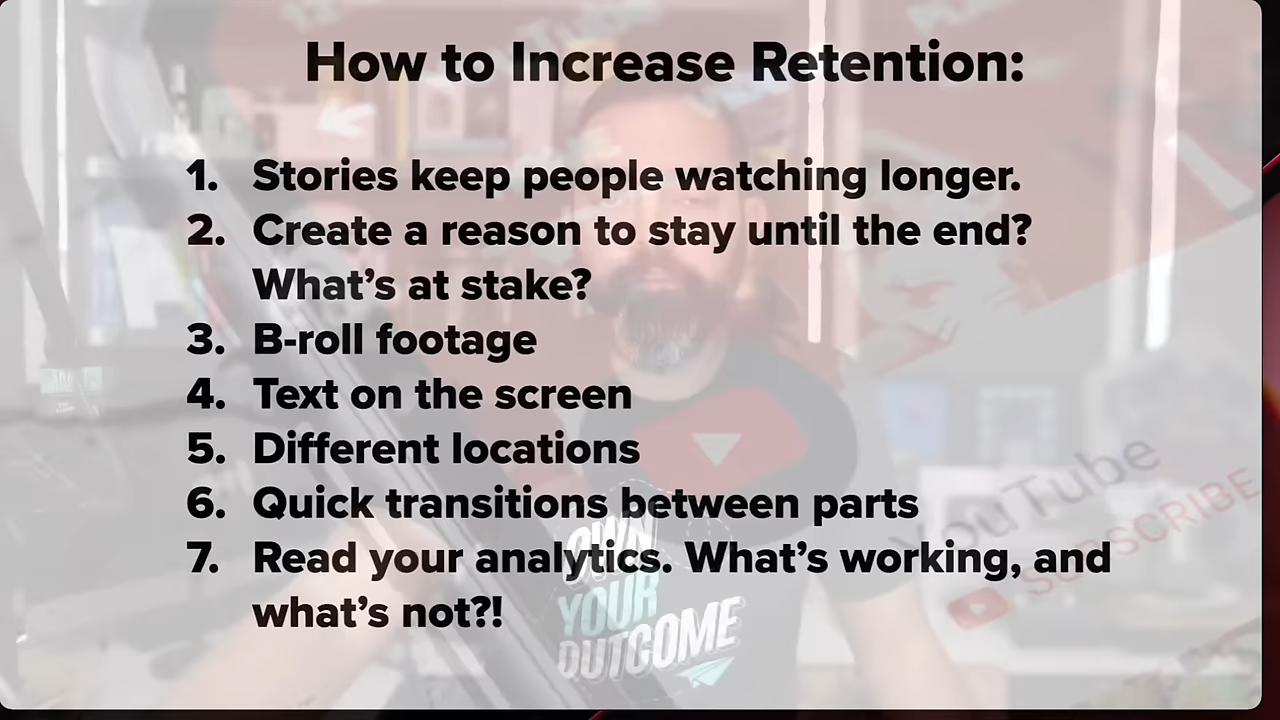 How to Increase Retention:
1. Stories keep people watching longer.
2. Create a reason to stay until the end?
What's at stake?
3. B-roll footage
4. Text on the screen
5. Different locations
6. Quick transitions between parts
7. Read your analytics. What's working, and
what's not?!
OWN
YOUR
OUTCOME
YouTube
SUBSCRIBE